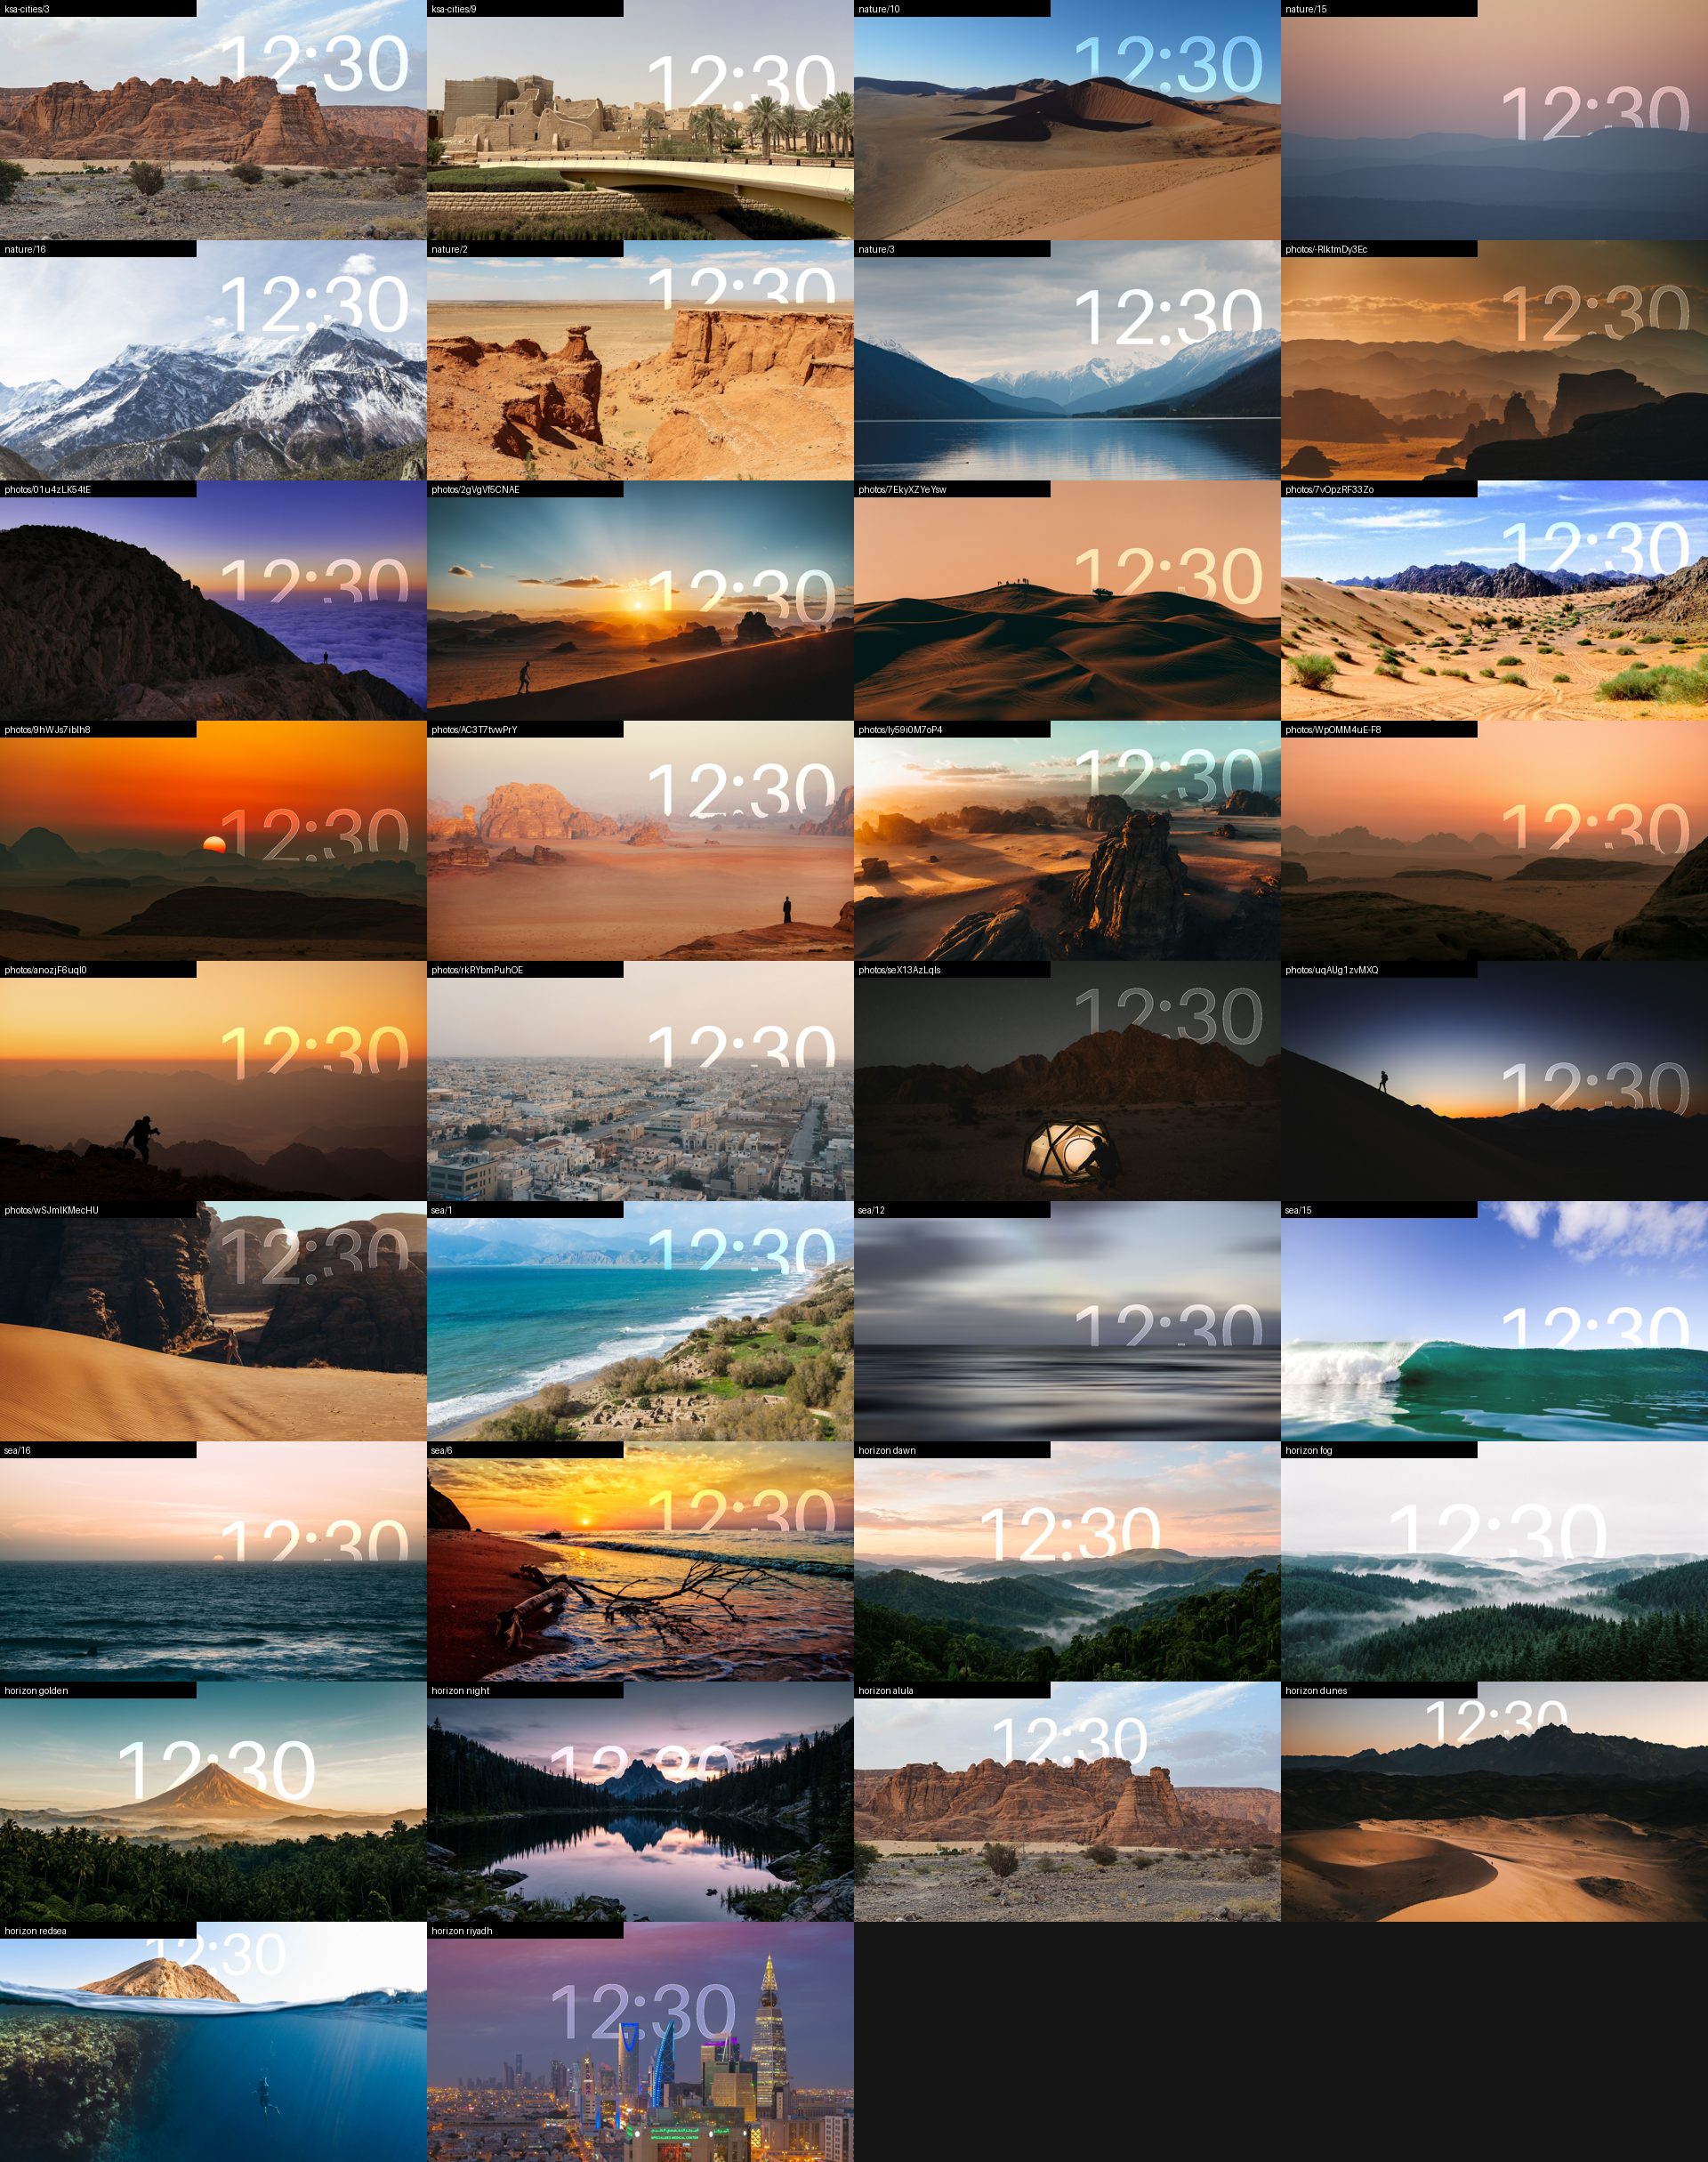 ksa-cities/3
12:30
ksa-cities/9
12:30
nature/10
12:30
nature/15
12:30
nature/16
12:30
nature/2
12:30
nature/3
12:30
photos/-RlktmDy3Ec
12:30
photos/01u4zLK54tE
12:30
photos/2gVgVf5CNAE
12:30
photos/7EkyXZYeYsw
12:30
photos/7vOpzRF33Zo
12:30
photos/9hWJs7iblh8
12:30
photos/AC3T7tvwPrY
12:30
photos/Iy59i0M7oP4
12:30
photos/WpOMM4uE-F8
12:30
photos/anozjF6uqI0
12:30
photos/rkRYbmPuhOE
12:30
photos/seX13AzLqIs
12:30
photos/uqAUg1zvMXQ
12:30
photos/wSJmlKMecHU
12:30
sea/1
12:30
sea/12
12:30
sea/15
12:30
sea/16
12:30
sea/6
12:30
horizon dawn
12:30
horizon fog
12:30
horizon golden
12:30
horizon night
12:30
horizon alula
12:30
horizon dunes
12:30
horizon redsea
12:30
horizon riyadh
12:30
SPECIALIZED MEDICAL CENTER